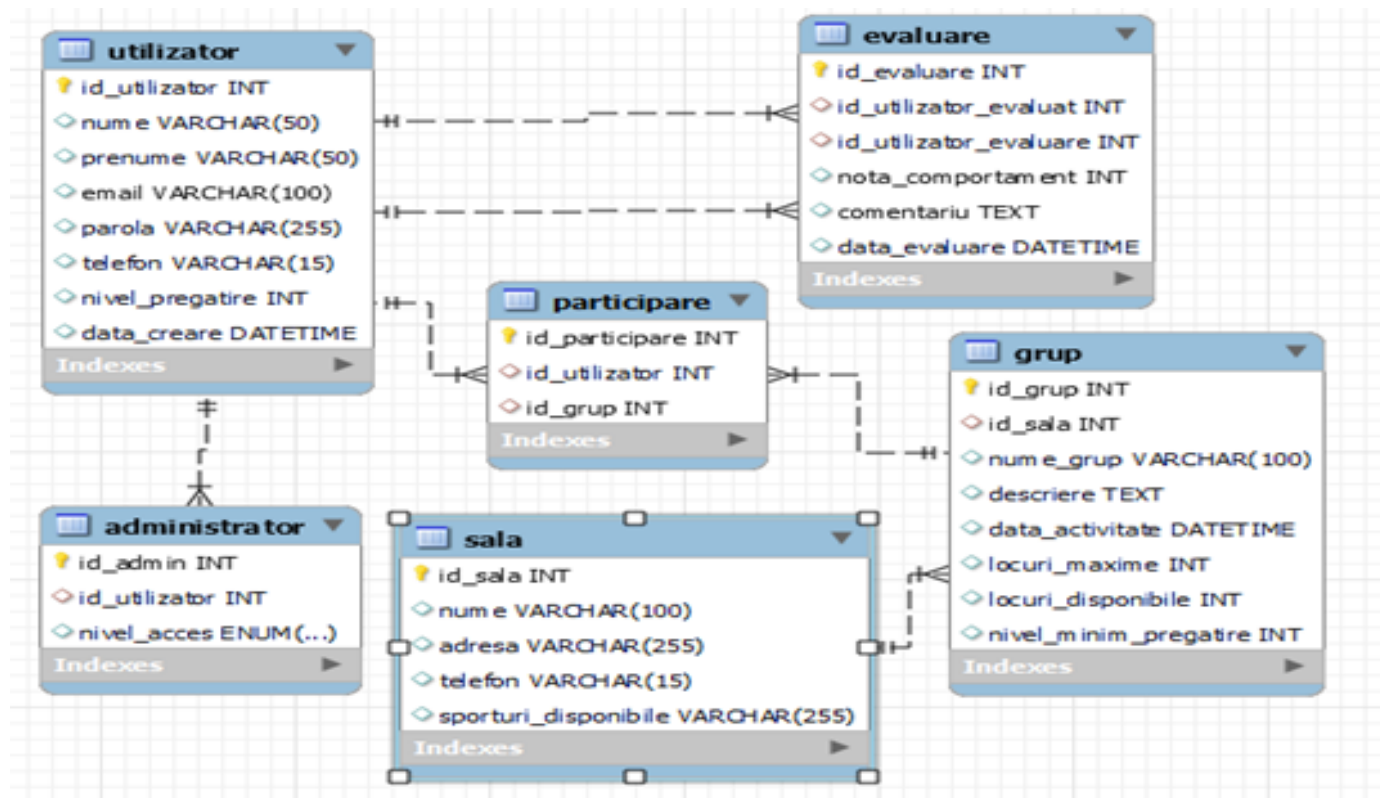 utilizator
id_utilizator INT
nume VARCHAR(50)
prenume VARCHAR(50)
email VARCHAR(100)
parola VARCHAR(255)
telefon VARCHAR(15)
nivel_pregatire INT
data_creare DATETIME
Indexes
evaluare
id_evaluare INT
id_utilizator_evaluat INT
id_utilizator_evaluare INT
nota_comportament INT
comentariu TEXT
data_evaluare DATETIME
Indexes
participare
id_participare INT
id_utilizator INT
id_grup INT
Indexes
grup
id_grup INT
id_sala INT
nume_grup VARCHAR(100)
descriere TEXT
data_activitate DATETIME
locuri_maxime INT
locuri_disponibile INT
nivel_minim_pregatire INT
Indexes
administrator
id_admin INT
id_utilizator INT
nivel_acces ENUM(...)
Indexes
sala
id_sala INT
nume VARCHAR(100)
adresa VARCHAR(255)
telefon VARCHAR(15)
sporturi_disponibile VARCHAR(255)
Indexes